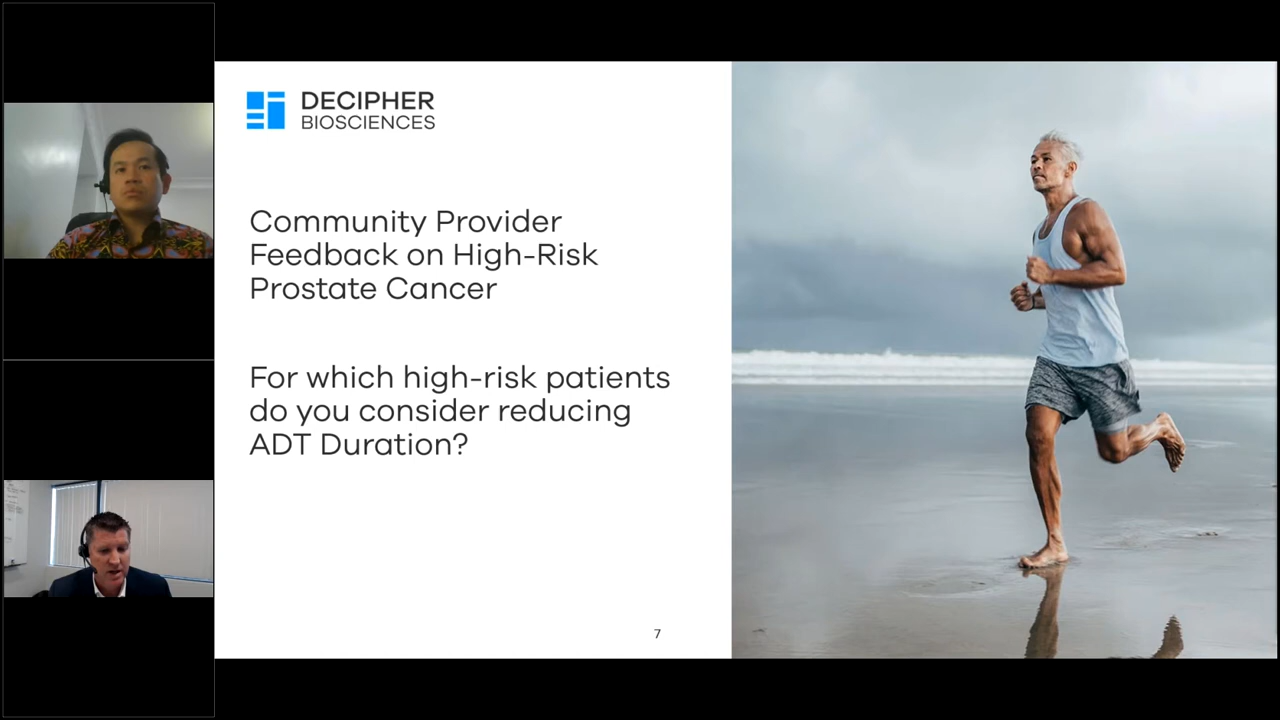 DECIPHER
BIOSCIENCES
Community Provider
Feedback on High-Risk
Prostate Cancer
For which high-risk patients
do you consider reducing
ADT Duration?
7